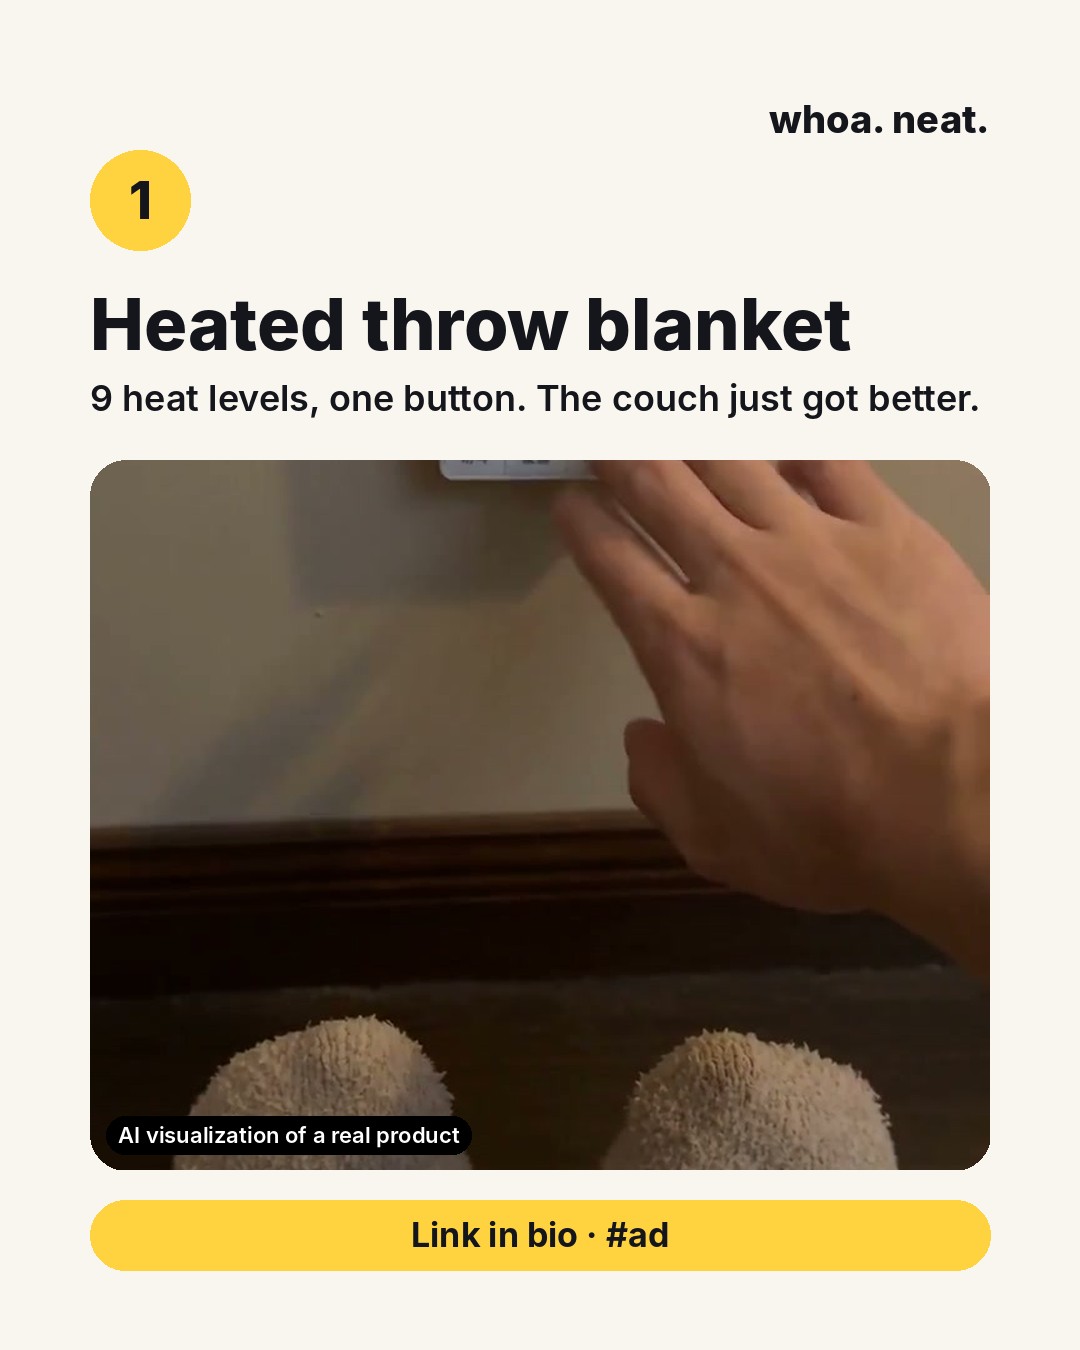 whoa. neat.
1
Heated throw blanket
9 heat levels, one button. The couch just got better.
AI visualization of a real product
Link in bio · #ad